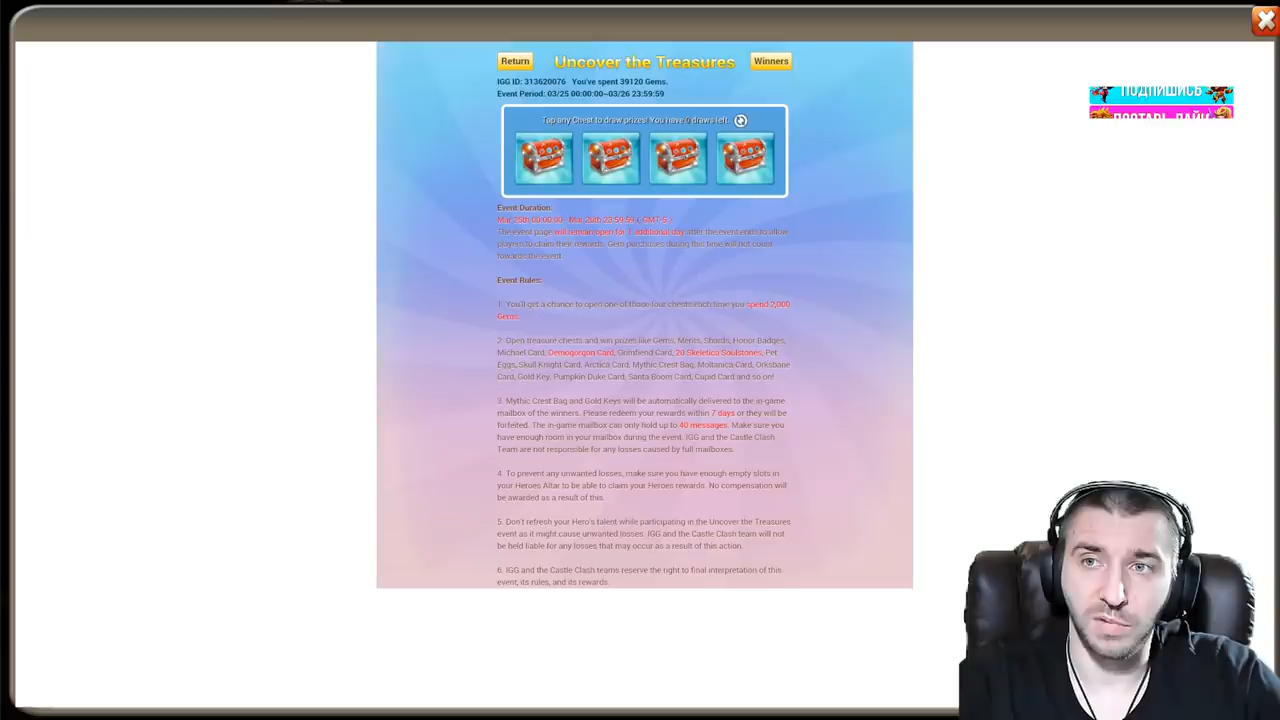 Return
Uncover the Treasures
Winners
IGG ID: 313620076 You've spent 39120 Gems.
Event Period: 03/25 00:00:00~03/26 23:59:59
Tap any Chest to draw prizes! You have 0 draws left.
ПОДПИШИСЬ
ПОСТАВЬ ЛАЙК
Event Duration:
Mar 25th 00:00:00- Mar 26th 23:59:59 ( GMT-5 )
The event page will remain open for 1 additional day after the event ends to allow
players to claim their rewards. Gem purchases during this time will not count
towards the event.
Event Rules:
1. You'll get a chance to open one of those four chests each time you spend 2,000
Gems.
2. Open treasure chests and win prizes like Gems, Merits, Shards, Honor Badges,
Michael Card, Demogorgon Card, Grimfiend Card, 20 Skeletica Soulstones, Pet
Eggs, Skull Knight Card, Arctica Card, Mythic Crest Bag, Moltanica Card, Orksbane
Card, Gold Key, Pumpkin Duke Card, Santa Boom Card, Cupid Card and so on!
3. Mythic Crest Bag and Gold Keys will be automatically delivered to the in-game
mailbox of the winners. Please redeem your rewards within 7 days or they will be
forfeited. The in-game mailbox can only hold up to 40 messages. Make sure you
have enough room in your mailbox during the event. IGG and the Castle Clash
Team are not responsible for any losses caused by full mailboxes.
4. To prevent any unwanted losses, make sure you have enough empty slots in
your Heroes Altar to be able to claim your Heroes rewards. No compensation will
be awarded as a result of this.
5. Don't refresh your Hero's talent while participating in the Uncover the Treasures
event as it might cause unwanted losses. IGG and the Castle Clash team will not
be held liable for any losses that may occur as a result of this action.
6. IGG and the Castle Clash teams reserve the right to final interpretation of this
event, its rules, and its rewards.